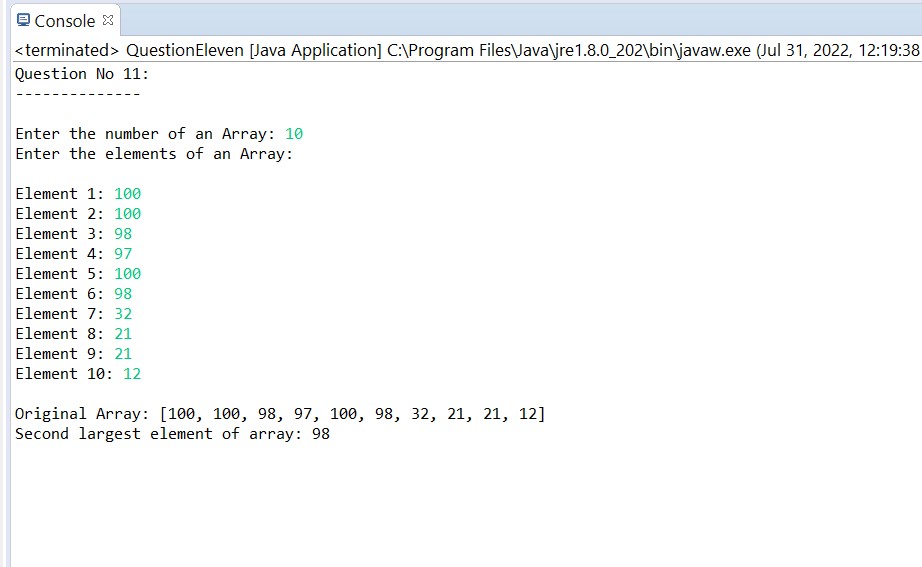 Console
<terminated> QuestionEleven [Java Application] C:\Program Files\Java\jre1.8.0_202\bin\javaw.exe (Jul 31, 2022, 12:19:38
Question No 11:
--------------
Enter the number of an Array: 10
Enter the elements of an Array:
Element 1: 100
Element 2: 100
Element 3: 98
Element 4: 97
Element 5: 100
Element 6: 98
Element 7: 32
Element 8: 21
Element 9: 21
Element 10: 12
Original Array: [100, 100, 98, 97, 100, 98, 32, 21, 21, 12]
Second largest element of array: 98